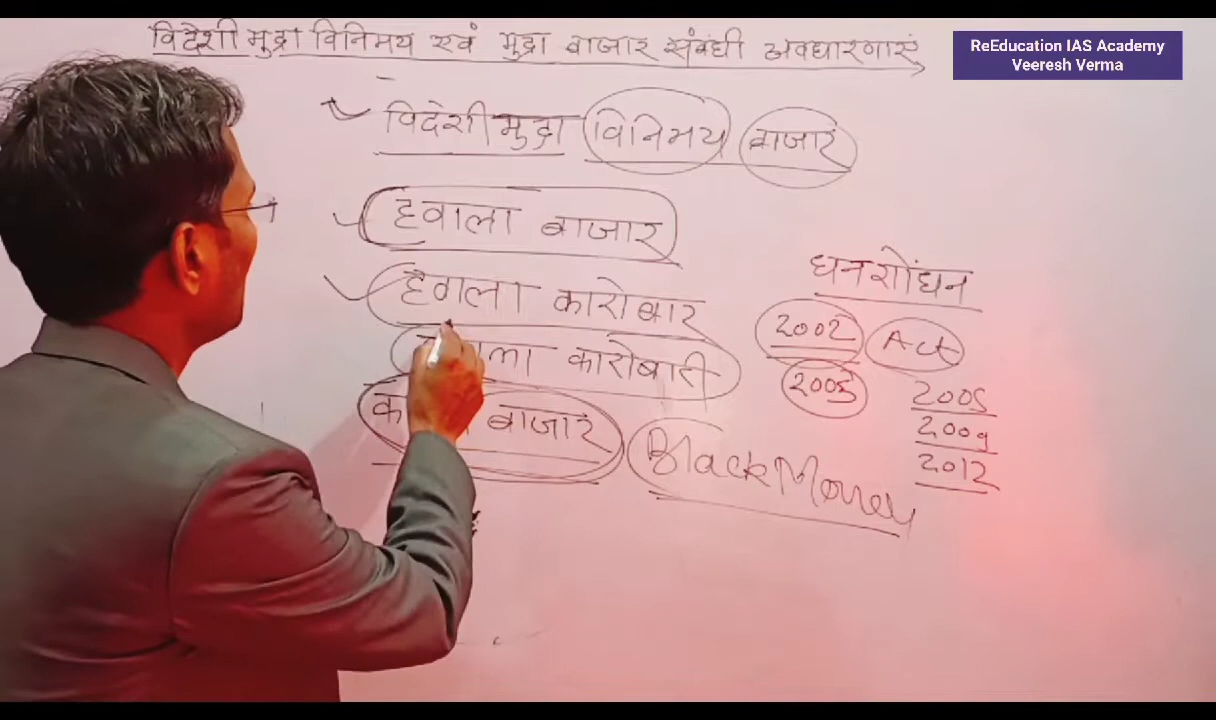 विदेशी मुद्रा विनिमय एवं मुद्रा बाजार संबंधी अवधारणाएं
ReEducation IAS Academy
Veeresh Verma
विदेशी मुद्रा विनिमय बाजार
हवाला बाजार
हवाला कारोबार
कारोबारी
बाजार
Black Money
धनशोंधन
2002 Act
2005
2005
2009
2012